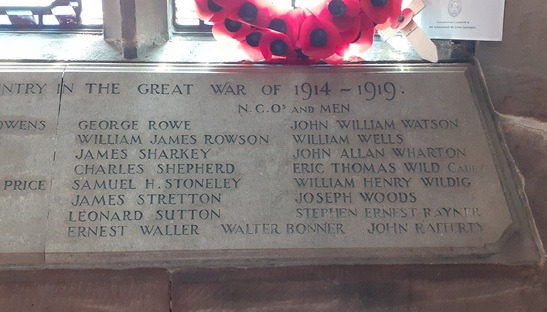 ENTRY IN THE GREAT WAR OF 1914 ~ 1919.
N.C.Os AND MEN
OWENS GEORGE ROWE JOHN WILLIAM WATSON
WILLIAM JAMES ROWSON WILLIAM WELLS
JAMES SHARKEY JOHN ALLAN WHARTON
CHARLES SHEPHERD ERIC THOMAS WILD
PRICE SAMUEL H. STONELEY WILLIAM HENRY WILDIG
JAMES STRETTON JOSEPH WOODS
LEONARD SUTTON STEPHEN ERNEST RAYNER
ERNEST WALLER WALTER BONNER JOHN RAFFERTY